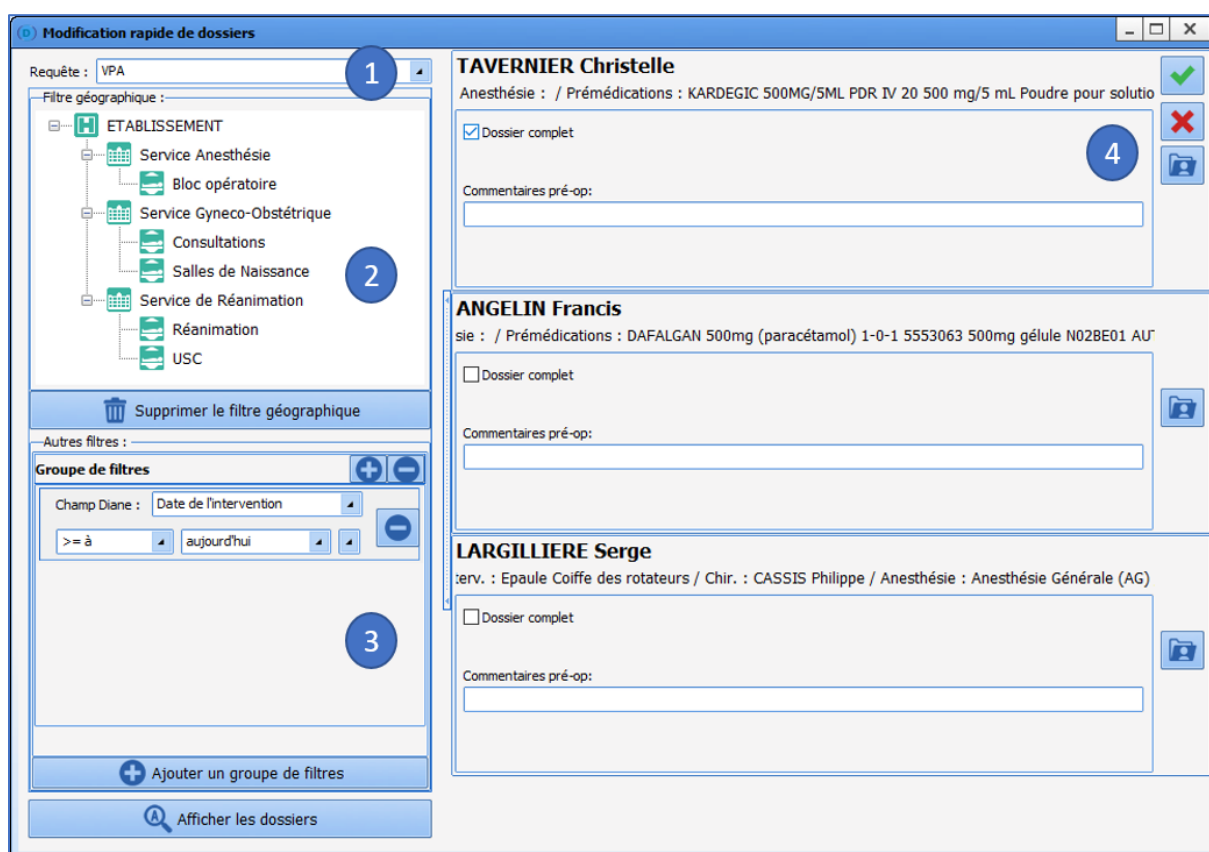 Modification rapide de dossiers
Requête : VPA
1
Filtre géographique :
ETABLISSEMENT
Service Anesthésie
Bloc opératoire
Service Gyneco-Obstétrique
Consultations
Salles de Naissance
2
Service de Réanimation
Réanimation
USC
Supprimer le filtre géographique
Autres filtres :
Groupe de filtres
Champ Diane : Date de l'intervention
>= à aujourd'hui
3
Ajouter un groupe de filtres
Afficher les dossiers
TAVERNIER Christelle
Anesthésie : / Prémédications : KARDEGIC 500MG/5ML PDR IV 20 500 mg/5 mL Poudre pour solutio
Dossier complet
4
Commentaires pré-op:
ANGELIN Francis
sie : / Prémédications : DAFALGAN 500mg (paracétamol) 1-0-1 5553063 500mg gélule N02BE01 AUT
Dossier complet
Commentaires pré-op:
LARGILLIERE Serge
terv. : Epaule Coiffe des rotateurs / Chir. : CASSIS Philippe / Anesthésie : Anesthésie Générale (AG)
Dossier complet
Commentaires pré-op: